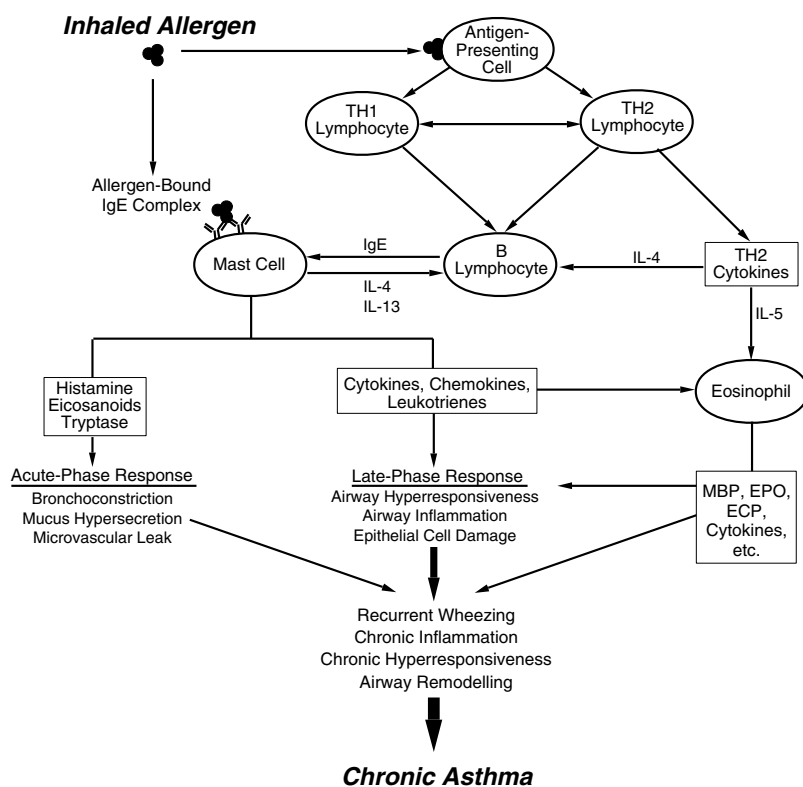 Inhaled Allergen
Antigen-
Presenting
Cell
TH1
Lymphocyte
TH2
Lymphocyte
Allergen-Bound
IgE Complex
Mast Cell
IgE
IL-4
IL-13
B
Lymphocyte
IL-4
TH2
Cytokines
IL-5
Histamine
Eicosanoids
Tryptase
Cytokines, Chemokines,
Leukotrienes
Eosinophil
Acute-Phase Response
Bronchoconstriction
Mucus Hypersecretion
Microvascular Leak
Late-Phase Response
Airway Hyperresponsiveness
Airway Inflammation
Epithelial Cell Damage
MBP, EPO,
ECP,
Cytokines,
etc.
Recurrent Wheezing
Chronic Inflammation
Chronic Hyperresponsiveness
Airway Remodelling
Chronic Asthma